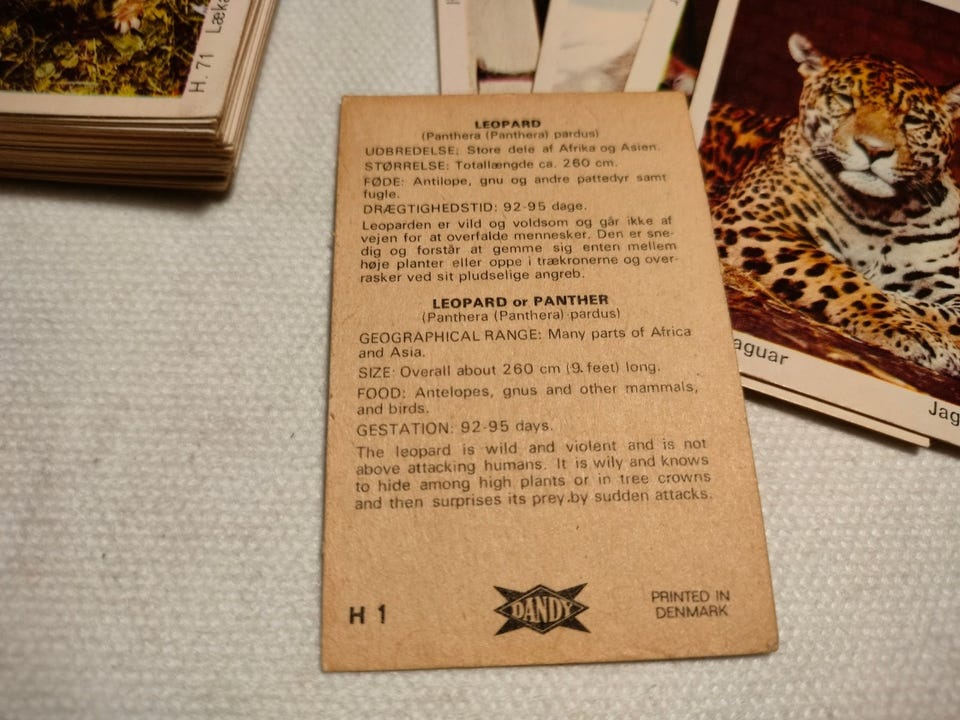 H. 71 Læka
LEOPARD
(Panthera (Panthera) pardus)
UDBREDELSE: Store dele af Afrika og Asien.
STØRRELSE: Totallængde ca. 260 cm.
FØDE: Antilope, gnu og andre pattedyr samt
fugle.
DRÆGTIGHEDSTID: 92-95 dage.
Leoparden er vild og voldsom og går ikke af
vejen for at overfalde mennesker. Den er sne-
dig og forstår at gemme sig enten mellem
høje planter eller oppe i trækronerne og over-
rasker ved sit pludselige angreb.
LEOPARD or PANTHER
(Panthera (Panthera) pardus)
GEOGRAPHICAL RANGE: Many parts of Africa
and Asia.
SIZE: Overall about 260 cm (9. feet) long.
FOOD: Antelopes, gnus and other mammals,
and birds.
GESTATION: 92-95 days.
The leopard is wild and violent and is not
above attacking humans. It is wily and knows
to hide among high plants or in tree crowns
and then surprises its prey.by sudden attacks.
H 1
DANDY
PRINTED IN
DENMARK
aguar
Jag